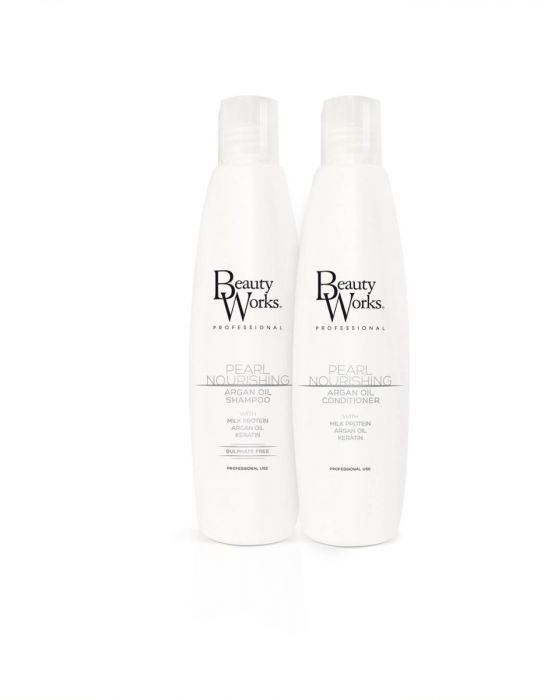 Beauty
Works®
PROFESSIONAL
PEARL
NOURISHING
ARGAN OIL
SHAMPOO
WITH
MILK PROTEIN
ARGAN OIL
KERATIN
SULPHATE FREE
PROFESSIONAL USE
Beauty
Works®
PROFESSIONAL
PEARL
NOURISHING
ARGAN OIL
CONDITIONER
WITH
MILK PROTEIN
ARGAN OIL
KERATIN
PROFESSIONAL USE